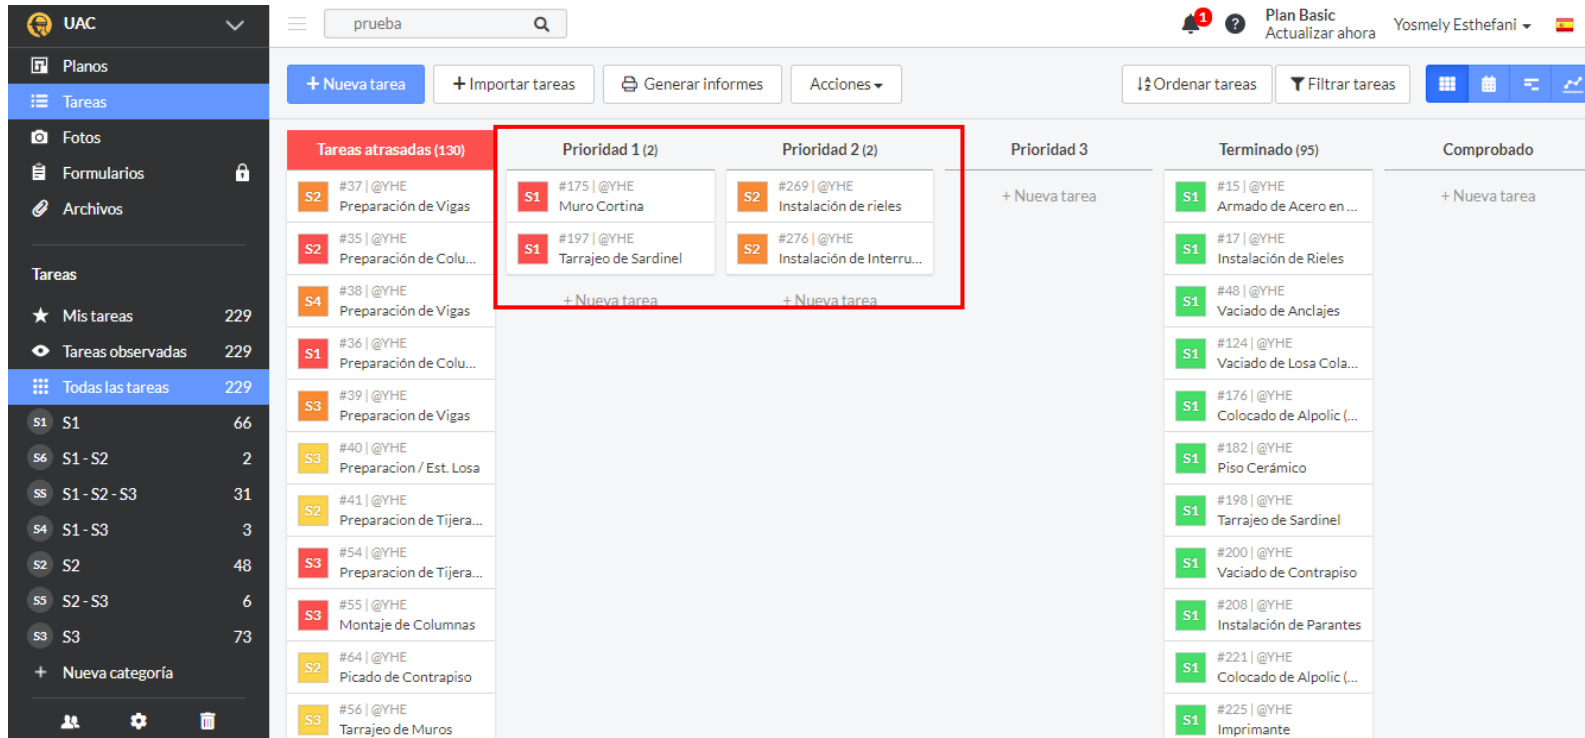 UAC
prueba
1
Plan Basic
Actualizar ahora
Yosmely Esthefani
Planos
Tareas
Fotos
Formularios
Archivos
Tareas
Mis tareas 229
Tareas observadas 229
Todas las tareas 229
S1 S1 66
S6 S1 - S2 2
S5 S1 - S2 - S3 31
S4 S1 - S3 3
S2 S2 48
S5 S2 - S3 6
S3 S3 73
+ Nueva categoría
+ Nueva tarea
+ Importar tareas
Generar informes
Acciones
Ordenar tareas
Filtrar tareas
Tareas atrasadas (130)
S2 #37 | @YHE
Preparación de Vigas
S2 #35 | @YHE
Preparación de Colu...
S4 #38 | @YHE
Preparación de Vigas
S1 #36 | @YHE
Preparación de Colu...
S3 #39 | @YHE
Preparacion de Vigas
S3 #40 | @YHE
Preparacion / Est. Losa
S2 #41 | @YHE
Preparacion de Tijera...
S3 #54 | @YHE
Preparacion de Tijera...
S3 #55 | @YHE
Montaje de Columnas
S2 #64 | @YHE
Picado de Contrapiso
S3 #56 | @YHE
Tarrajeo de Muros
Prioridad 1 (2)
S1 #175 | @YHE
Muro Cortina
S1 #197 | @YHE
Tarrajeo de Sardinel
+ Nueva tarea
Prioridad 2 (2)
S2 #269 | @YHE
Instalación de rieles
S2 #276 | @YHE
Instalación de Interru...
+ Nueva tarea
Prioridad 3
+ Nueva tarea
Terminado (95)
S1 #15 | @YHE
Armado de Acero en ...
S1 #17 | @YHE
Instalación de Rieles
S1 #48 | @YHE
Vaciado de Anclajes
S1 #124 | @YHE
Vaciado de Losa Cola...
S1 #176 | @YHE
Colocado de Alpolic (...
S1 #182 | @YHE
Piso Cerámico
S1 #198 | @YHE
Tarrajeo de Sardinel
S1 #200 | @YHE
Vaciado de Contrapiso
S1 #208 | @YHE
Instalación de Parantes
S1 #221 | @YHE
Colocado de Alpolic (...
S1 #225 | @YHE
Imprimante
Comprobado
+ Nueva tarea